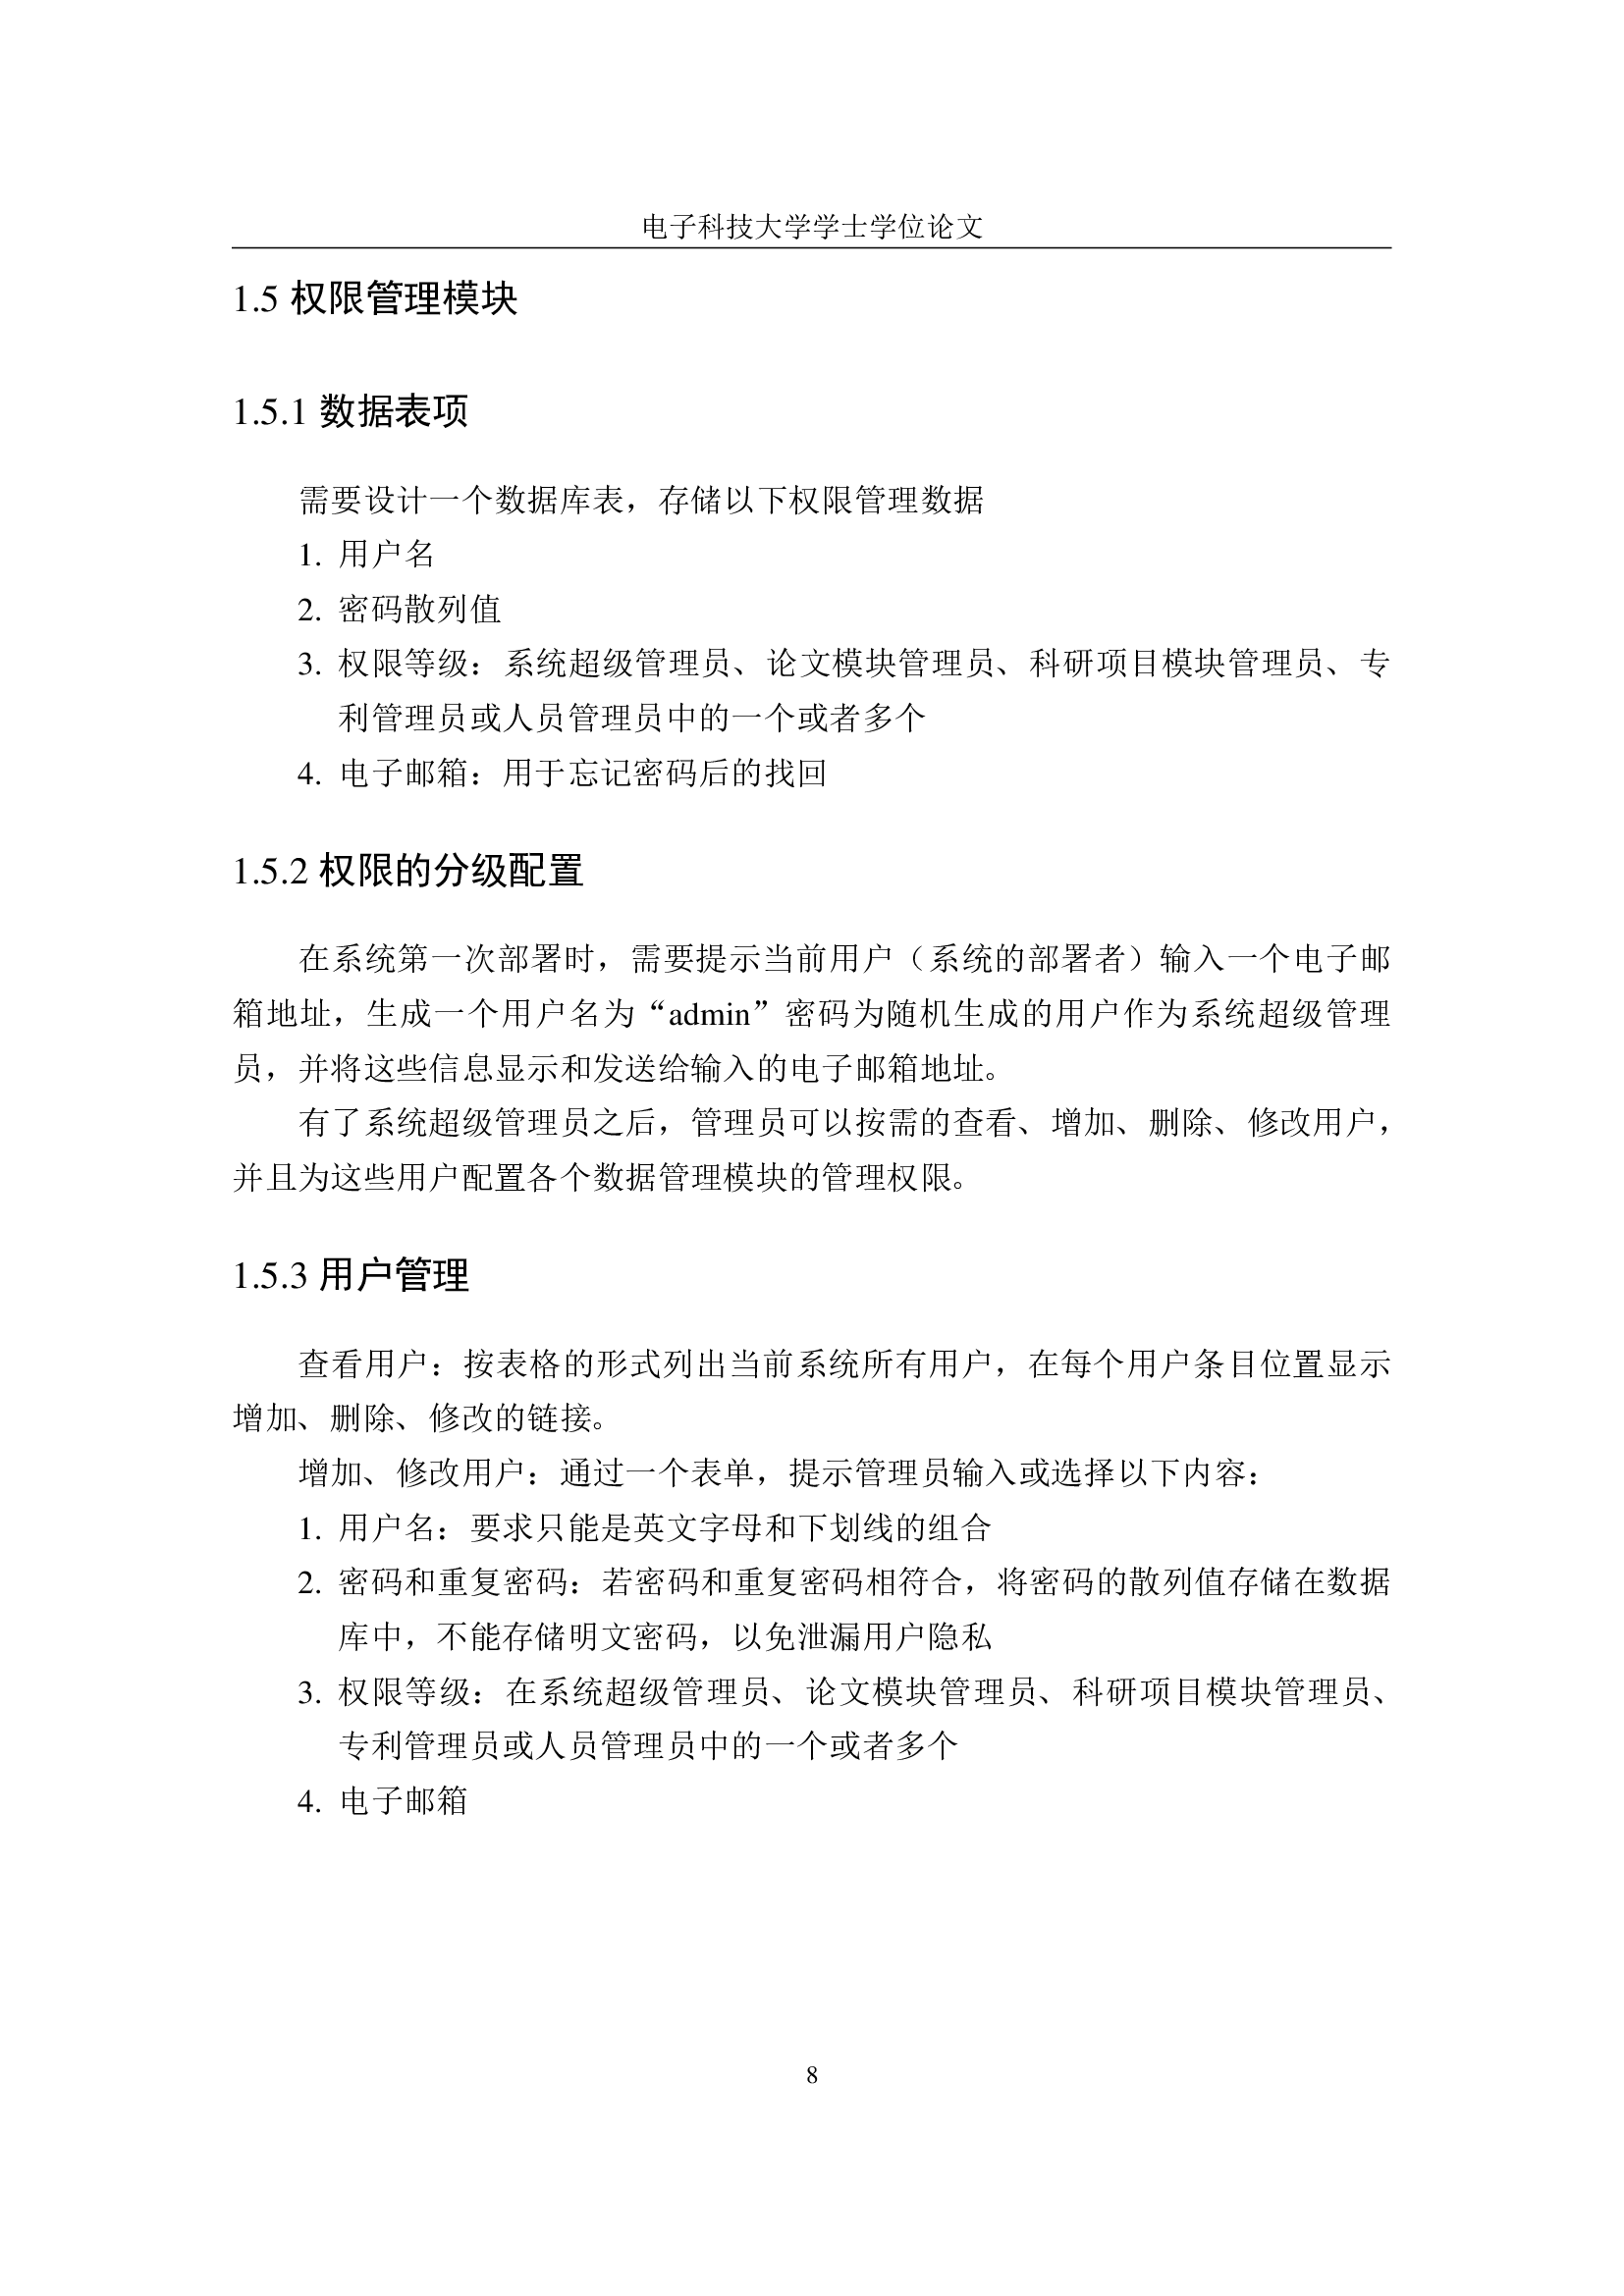 电子科技大学学士学位论文
1.5 权限管理模块
1.5.1 数据表项
需要设计一个数据库表，存储以下权限管理数据
1. 用户名
2. 密码散列值
3. 权限等级：系统超级管理员、论文模块管理员、科研项目模块管理员、专
利管理员或人员管理员中的一个或者多个
4. 电子邮箱：用于忘记密码后的找回
1.5.2 权限的分级配置
在系统第一次部署时，需要提示当前用户（系统的部署者）输入一个电子邮
箱地址，生成一个用户名为“admin”密码为随机生成的用户作为系统超级管理
员，并将这些信息显示和发送给输入的电子邮箱地址。
有了系统超级管理员之后，管理员可以按需的查看、增加、删除、修改用户，
并且为这些用户配置各个数据管理模块的管理权限。
1.5.3 用户管理
查看用户：按表格的形式列出当前系统所有用户，在每个用户条目位置显示
增加、删除、修改的链接。
增加、修改用户：通过一个表单，提示管理员输入或选择以下内容：
1. 用户名：要求只能是英文字母和下划线的组合
2. 密码和重复密码：若密码和重复密码相符合，将密码的散列值存储在数据
库中，不能存储明文密码，以免泄漏用户隐私
3. 权限等级：在系统超级管理员、论文模块管理员、科研项目模块管理员、
专利管理员或人员管理员中的一个或者多个
4. 电子邮箱
8